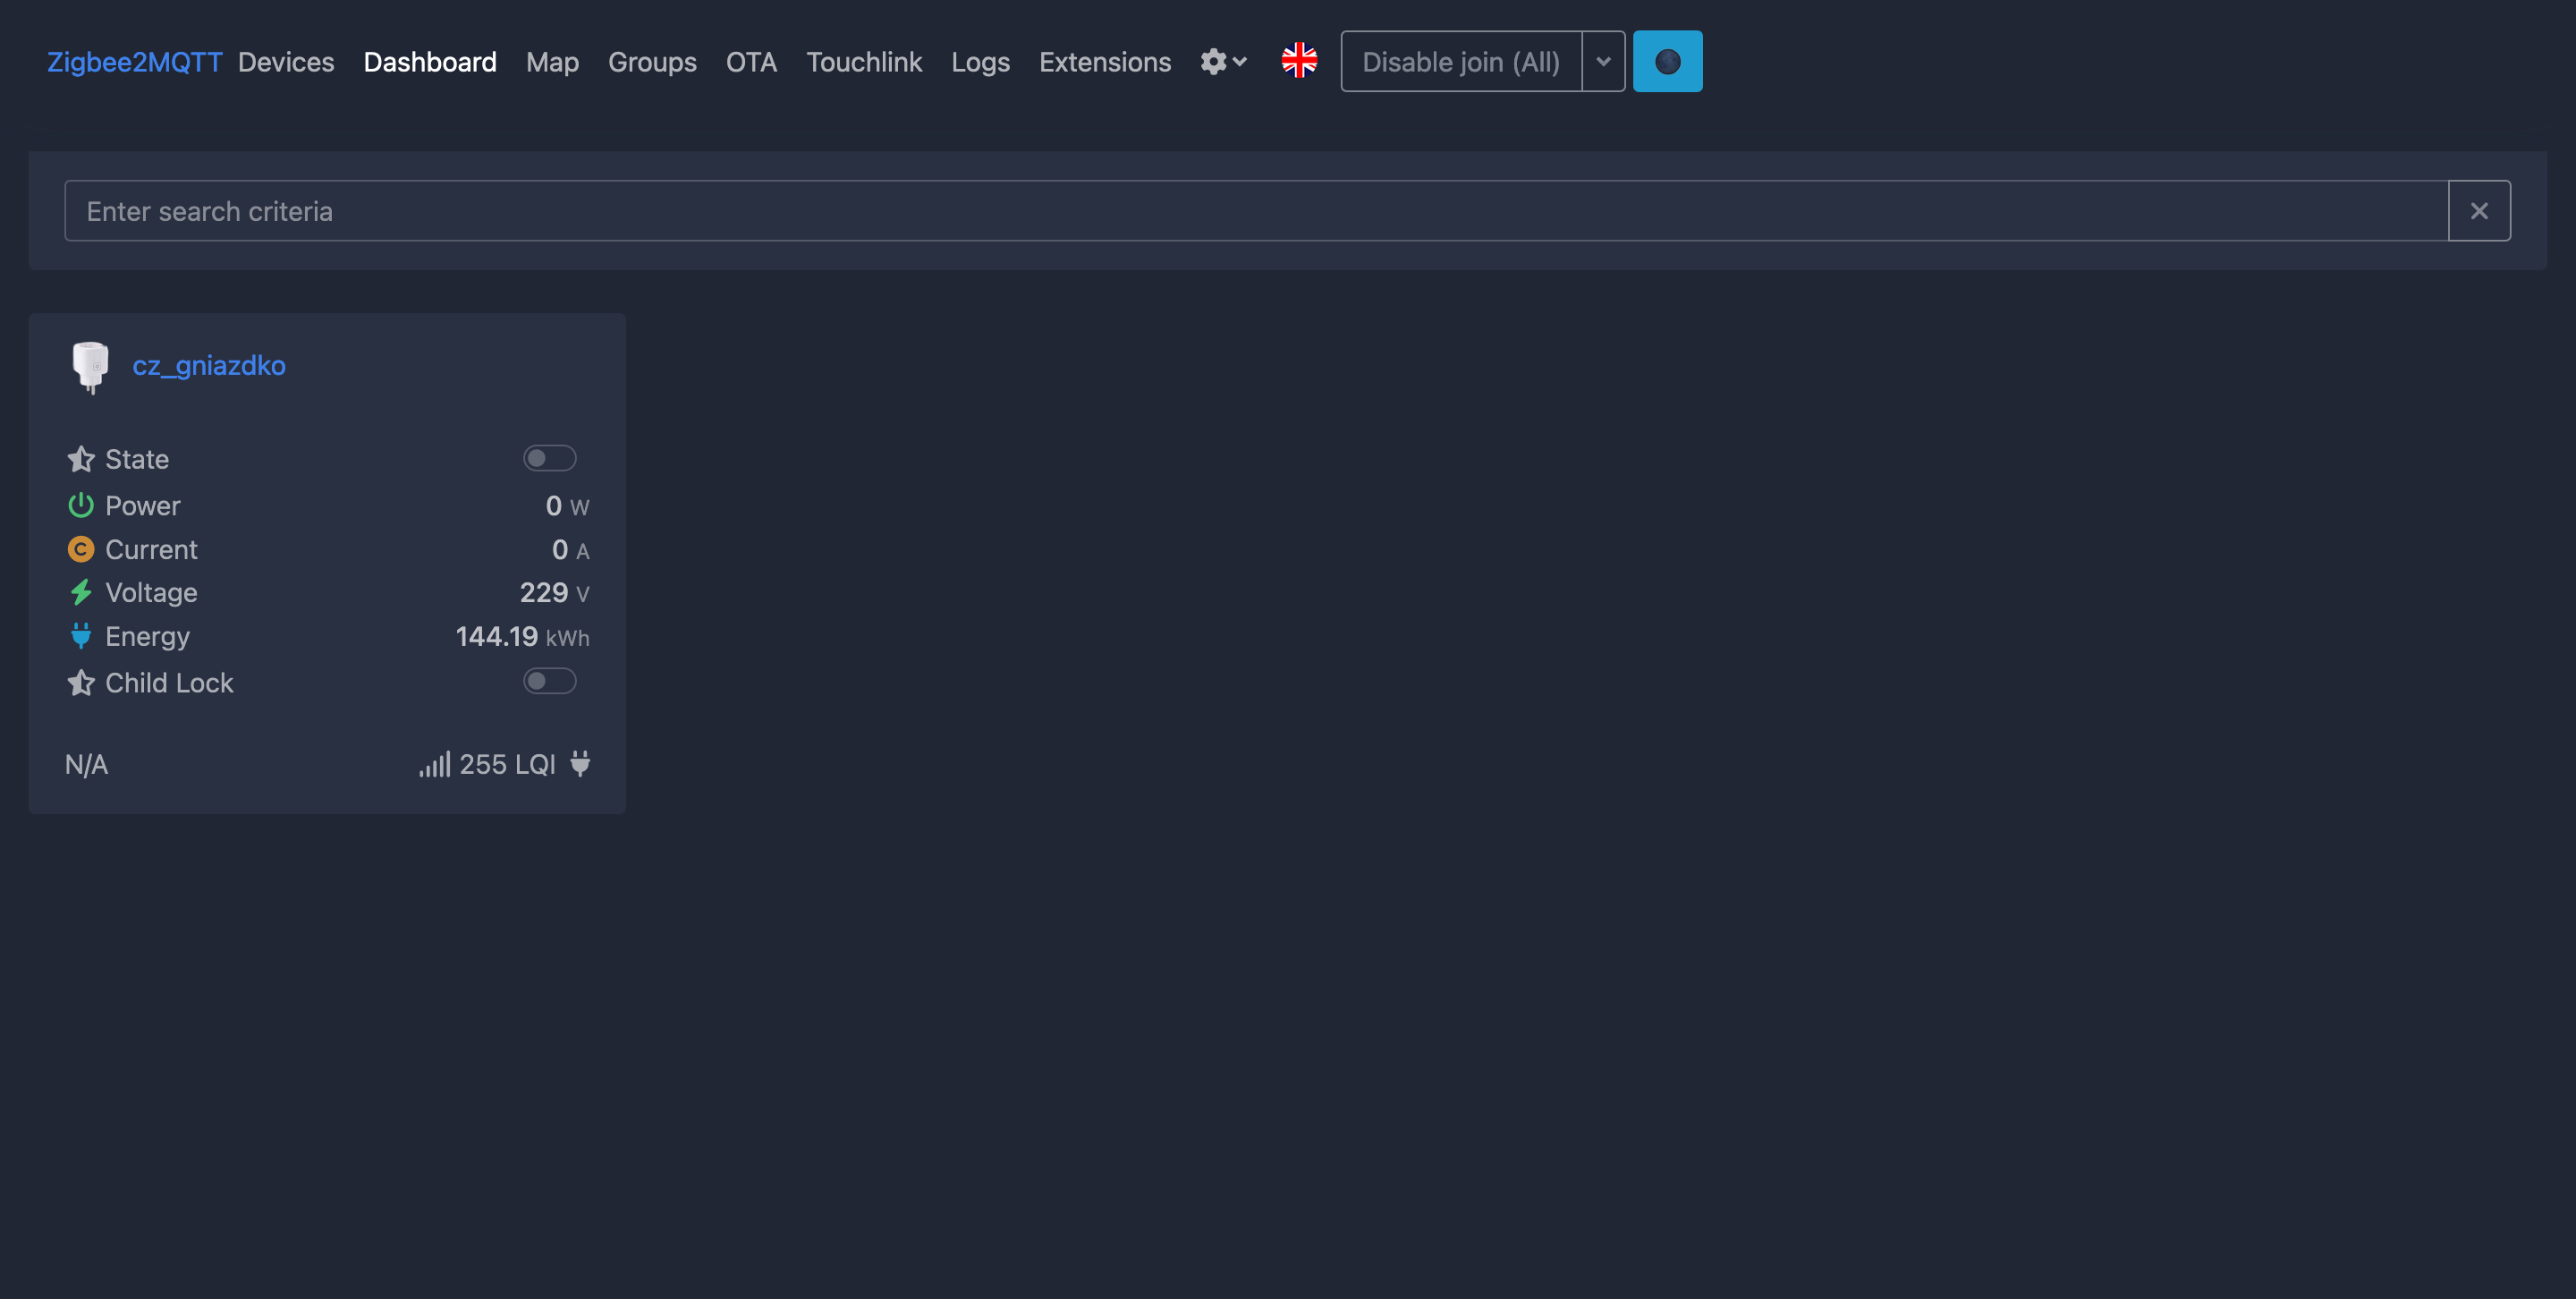 Zigbee2MQTT Devices Dashboard Map Groups OTA Touchlink Logs Extensions Disable join (All)
Enter search criteria
cz_gniazdko
State
Power 0 W
Current 0 A
Voltage 229 V
Energy 144.19 kWh
Child Lock
N/A 255 LQI